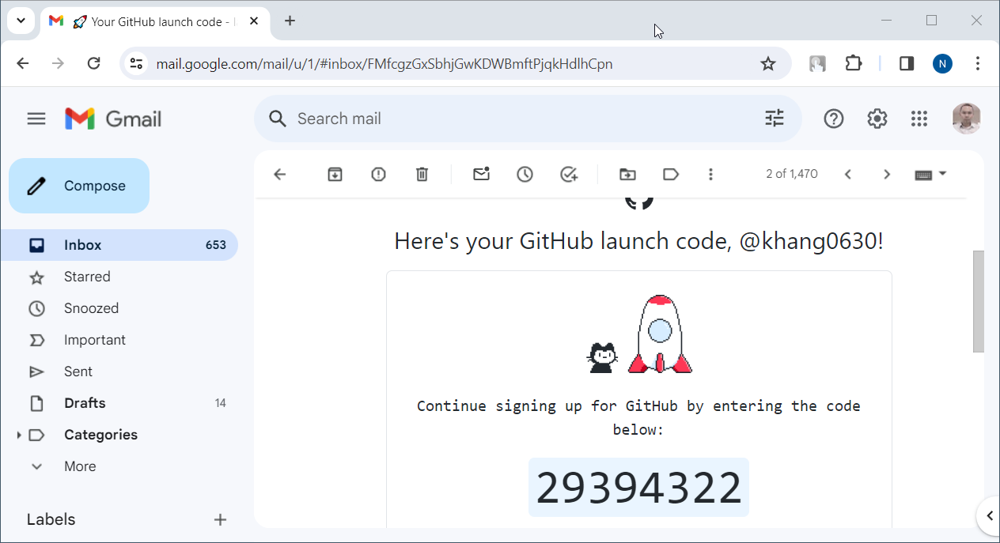 Your GitHub launch code -
mail.google.com/mail/u/1/#inbox/FMfcgzGxSbhjGwKDWBmftPjqkHdlhCpn
N
Gmail
Search mail
Compose
2 of 1,470
Inbox 653
Starred
Snoozed
Important
Sent
Drafts 14
Categories
More
Labels
Here's your GitHub launch code, @khang0630!
Continue signing up for GitHub by entering the code
below:
29394322